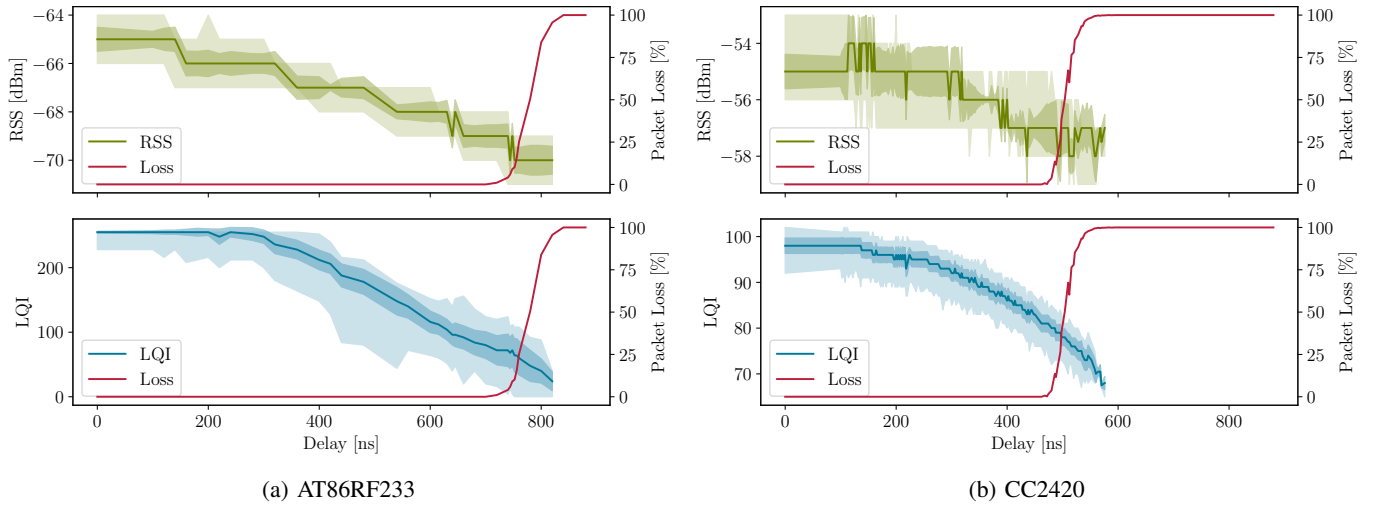 −64
−66
−68
−70
RSS [dBm]
RSS
Loss
100
75
50
25
0
Packet Loss [%]
200
100
0
LQI
LQI
Loss
100
75
50
25
0
Packet Loss [%]
0 200 400 600 800
Delay [ns]
(a) AT86RF233
−54
−56
−58
RSS [dBm]
RSS
Loss
100
75
50
25
0
Packet Loss [%]
100
90
80
70
LQI
LQI
Loss
100
75
50
25
0
Packet Loss [%]
0 200 400 600 800
Delay [ns]
(b) CC2420